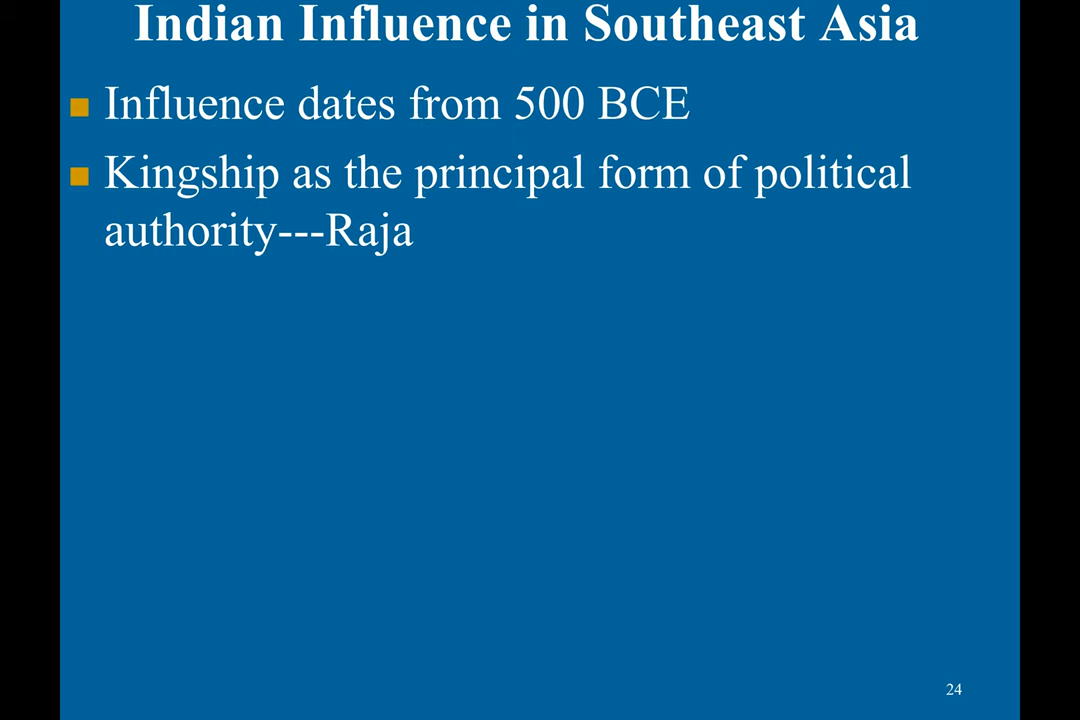 Indian Influence in Southeast Asia
Influence dates from 500 BCE
Kingship as the principal form of political
authority---Raja
24